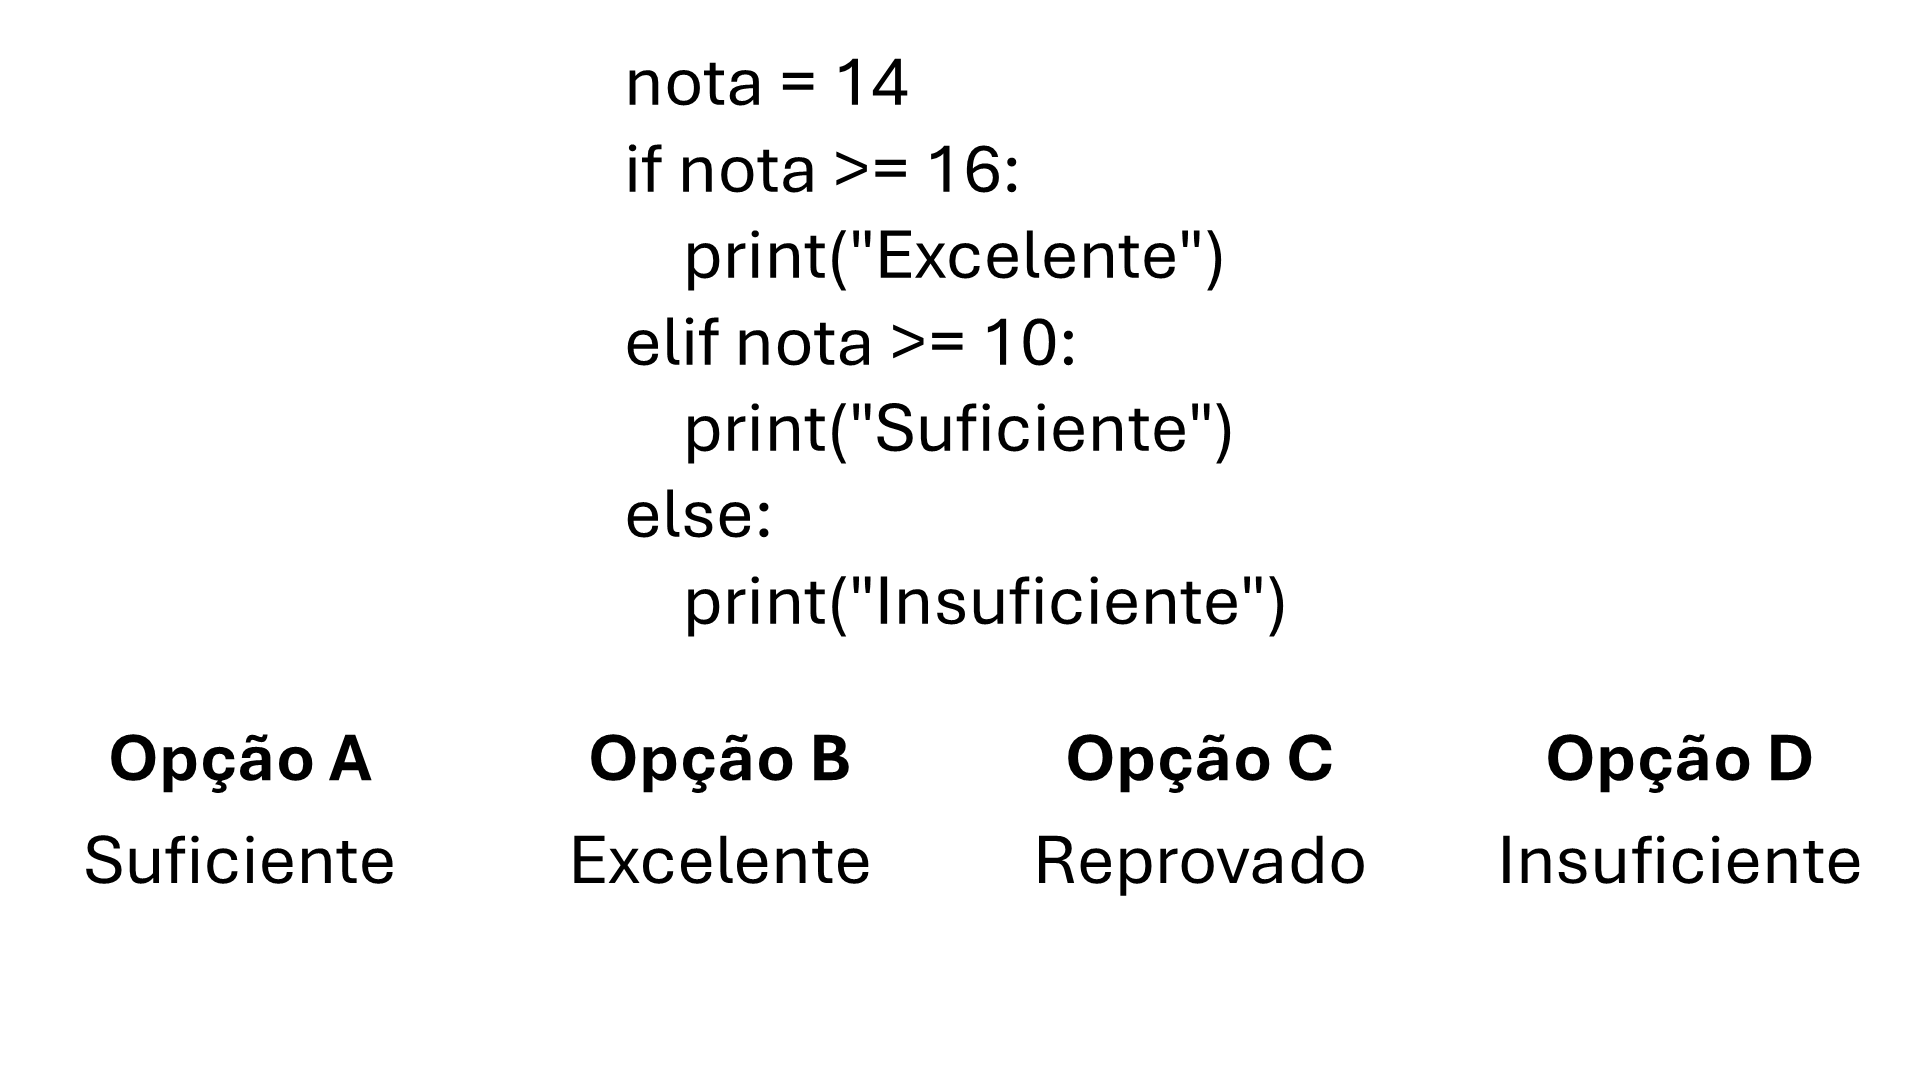 nota = 14
if nota >= 16:
    print("Excelente")
elif nota >= 10:
    print("Suficiente")
else:
    print("Insuficiente")
Opção A Opção B Opção C Opção D
Suficiente Excelente Reprovado Insuficiente